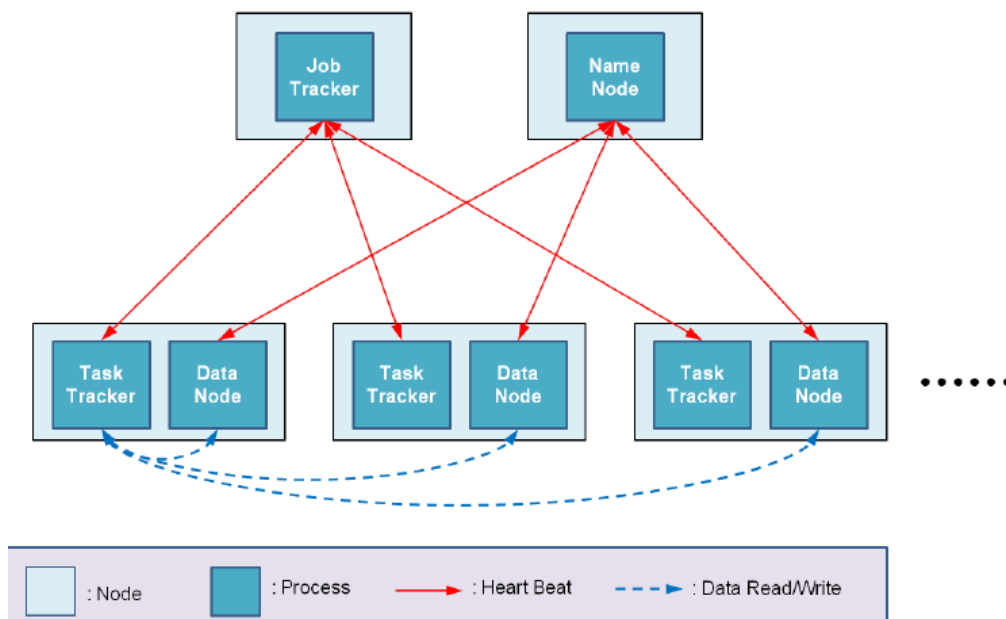 Job
Tracker
Name
Node
Task
Tracker
Data
Node
Task
Tracker
Data
Node
Task
Tracker
Data
Node
......
: Node
: Process
: Heart Beat
: Data Read/Write